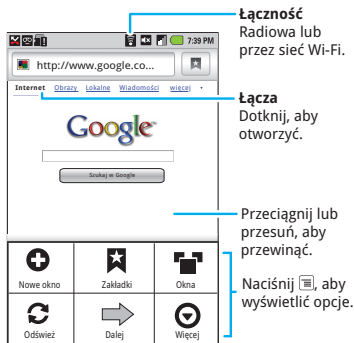 Łączność
Radiowa lub
przez sieć Wi-Fi.
7:39 PM
http://www.google.co...
Internet Obrazy Lokalne Wiadomości więcej
Łącza
Dotknij, aby
otworzyć.
Google
Szukaj w Google
Przeciągnij lub
przesuń, aby
przewinąć.
Nowe okno Zakładki Okna
Naciśnij , aby
wyświetlić opcje.
Odśwież Dalej Więcej